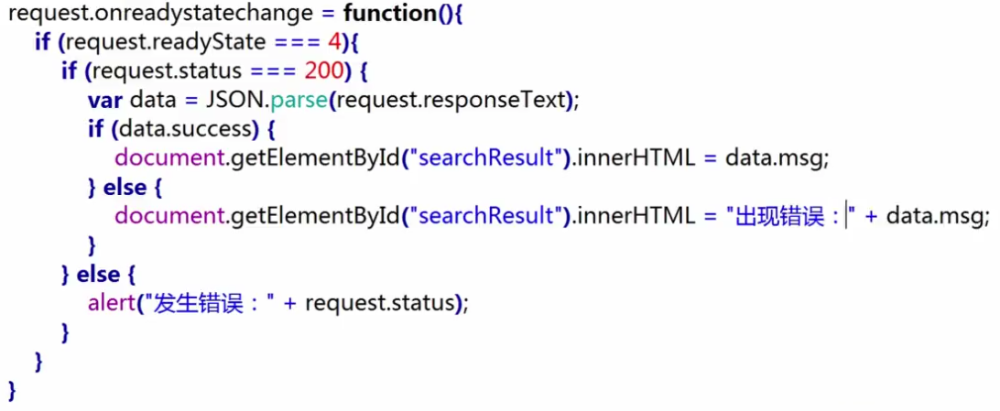 request.onreadystatechange = function(){
if (request.readyState === 4){
if (request.status === 200) {
var data = JSON.parse(request.responseText);
if (data.success) {
document.getElementById("searchResult").innerHTML = data.msg;
} else {
document.getElementById("searchResult").innerHTML = "出现错误：" + data.msg;
}
} else {
alert("发生错误：" + request.status);
}
}
}